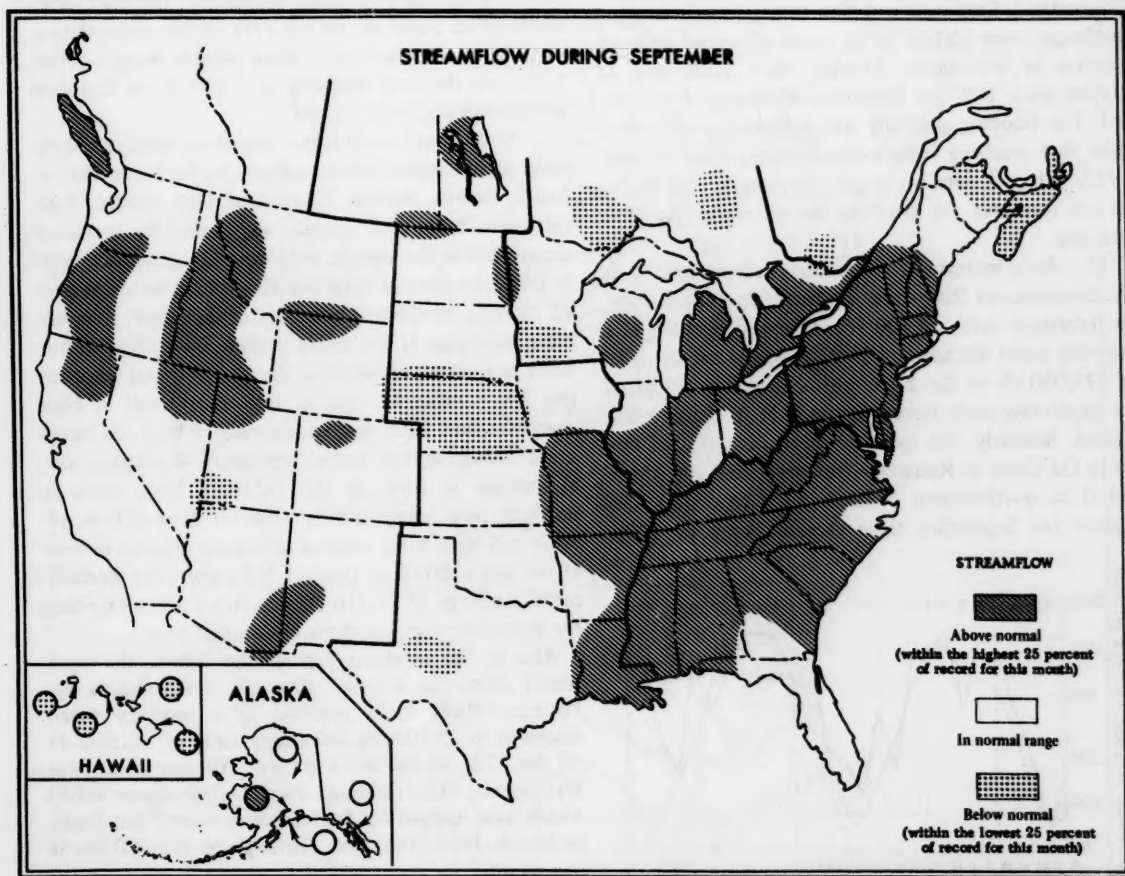 STREAMFLOW DURING SEPTEMBER
STREAMFLOW
Above normal
(within the highest 25 percent
of record for this month)
In normal range
Below normal
(within the lowest 25 percent
of record for this month)
ALASKA
HAWAII